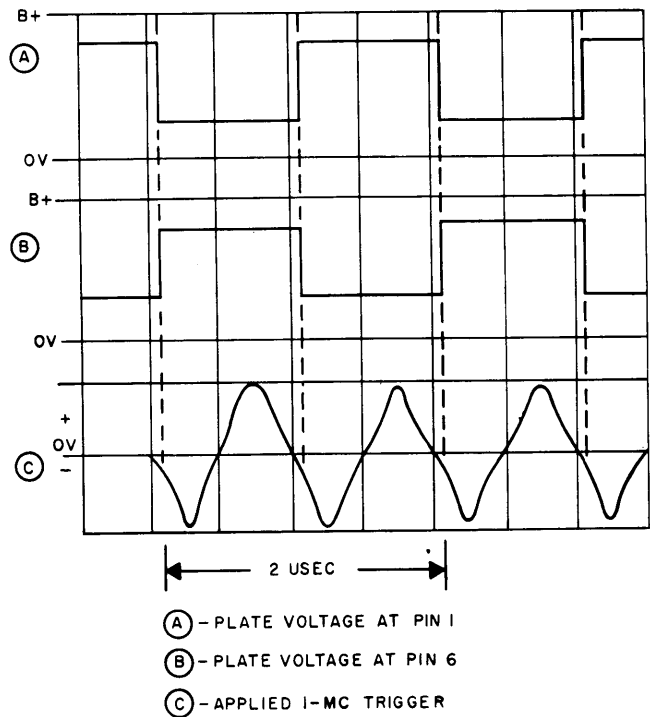 B+
A
OV
B+
B
OV
+
OV
C
-
2 USEC
A - PLATE VOLTAGE AT PIN 1
B - PLATE VOLTAGE AT PIN 6
C - APPLIED 1-MC TRIGGER